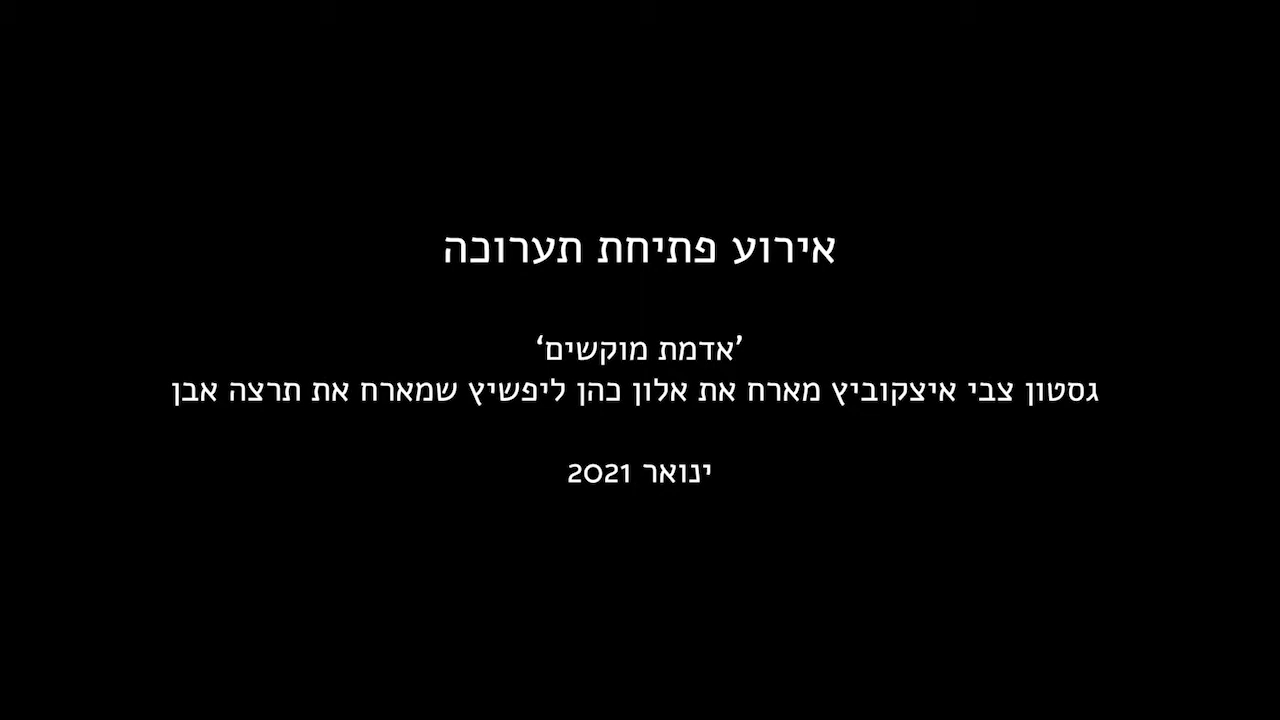 אירוע פתיחת תערוכה
’אדמת מוקשים‘
גסטון צבי איצקוביץ מארח את אלון כהן ליפשיץ שמארח את תרצה אבן
ינואר 2021